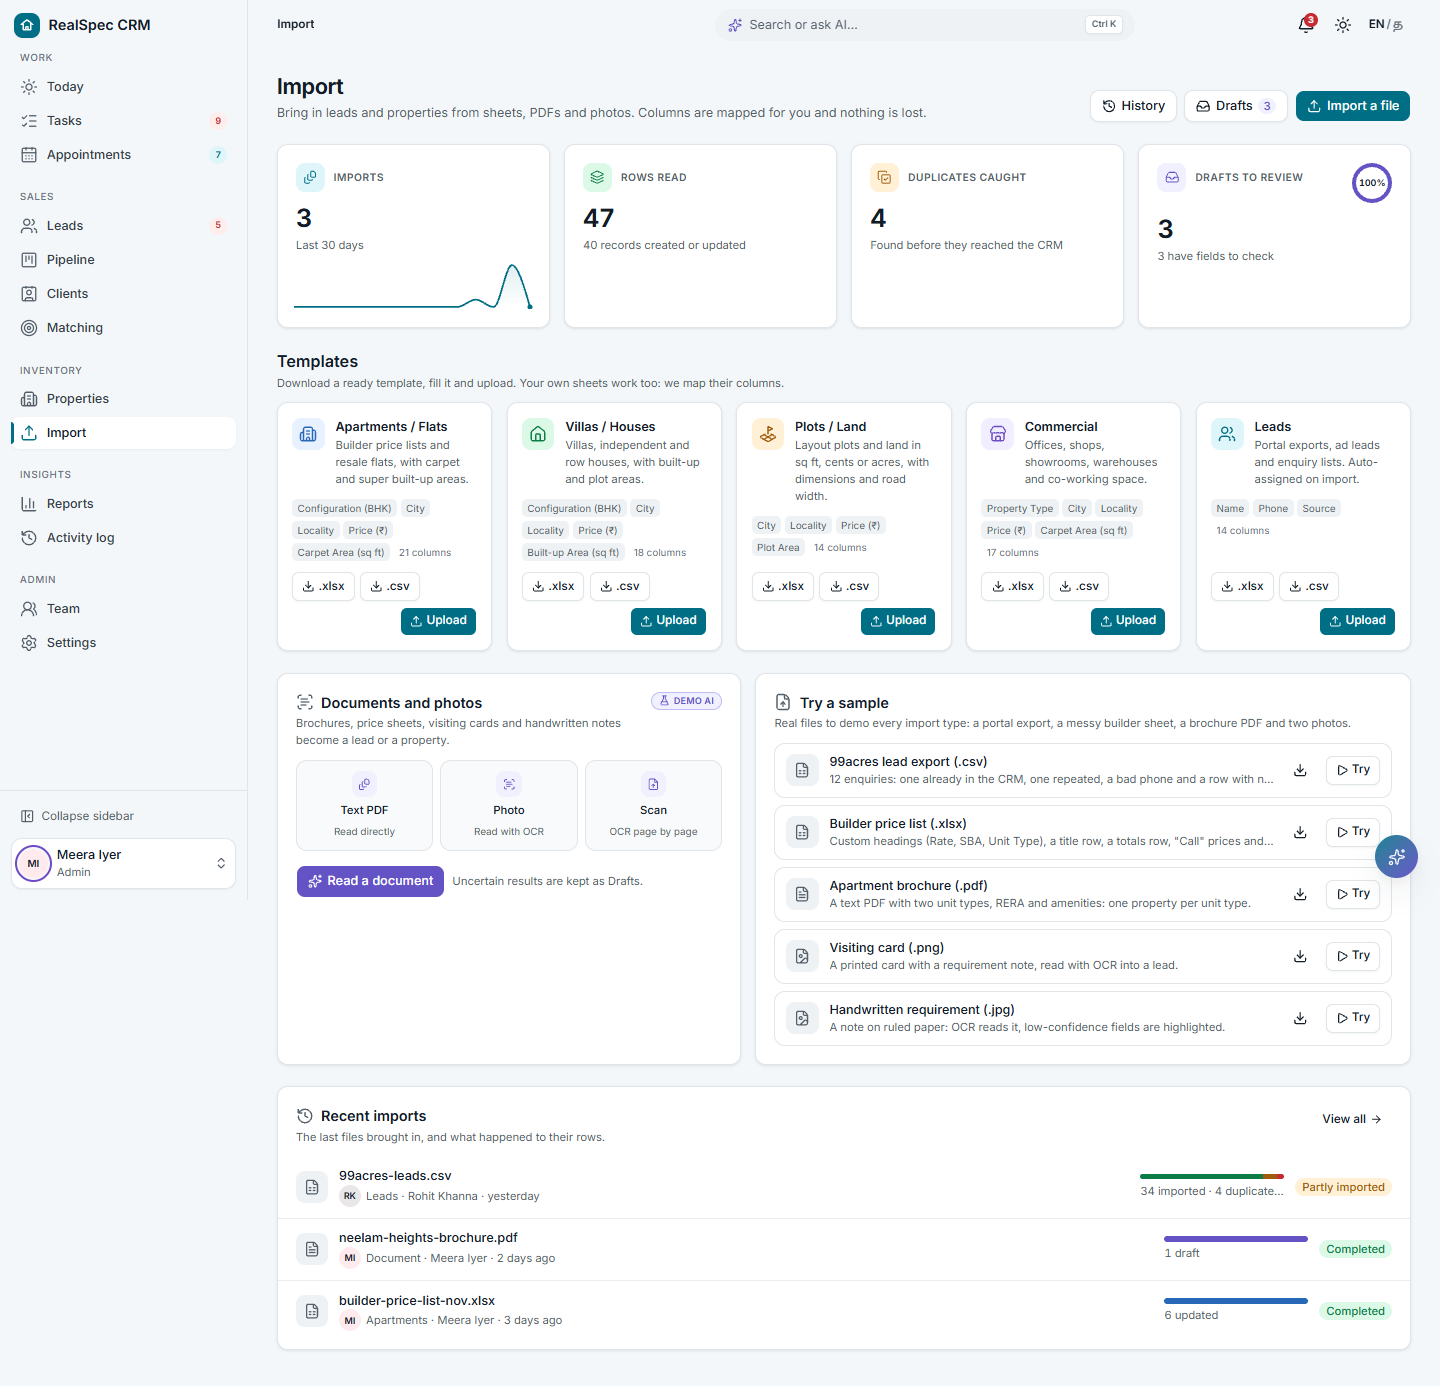 RealSpec CRM
WORK
Today
Tasks
9
Appointments
7
SALES
Leads
5
Pipeline
Clients
Matching
INVENTORY
Properties
Import
INSIGHTS
Reports
Activity log
ADMIN
Team
Settings
Collapse sidebar
MI
Meera Iyer
Admin
Import
Search or ask AI...
Ctrl K
3
EN / த
Import
Bring in leads and properties from sheets, PDFs and photos. Columns are mapped for you and nothing is lost.
History
Drafts 3
Import a file
IMPORTS
3
Last 30 days
ROWS READ
47
40 records created or updated
DUPLICATES CAUGHT
4
Found before they reached the CRM
DRAFTS TO REVIEW
100%
3
3 have fields to check
Templates
Download a ready template, fill it and upload. Your own sheets work too: we map their columns.
Apartments / Flats
Builder price lists and
resale flats, with carpet
and super built-up areas.
Configuration (BHK) City
Locality Price (₹)
Carpet Area (sq ft) 21 columns
.xlsx .csv
Upload
Villas / Houses
Villas, independent and
row houses, with built-up
and plot areas.
Configuration (BHK) City
Locality Price (₹)
Built-up Area (sq ft) 18 columns
.xlsx .csv
Upload
Plots / Land
Layout plots and land in
sq ft, cents or acres, with
dimensions and road
width.
City Locality Price (₹)
Plot Area 14 columns
.xlsx .csv
Upload
Commercial
Offices, shops,
showrooms, warehouses
and co-working space.
Property Type City Locality
Price (₹) Carpet Area (sq ft)
17 columns
.xlsx .csv
Upload
Leads
Portal exports, ad leads
and enquiry lists. Auto-
assigned on import.
Name Phone Source
14 columns
.xlsx .csv
Upload
Documents and photos
DEMO AI
Brochures, price sheets, visiting cards and handwritten notes
become a lead or a property.
Text PDF
Read directly
Photo
Read with OCR
Scan
OCR page by page
Read a document
Uncertain results are kept as Drafts.
Try a sample
Real files to demo every import type: a portal export, a messy builder sheet, a brochure PDF and two photos.
99acres lead export (.csv)
12 enquiries: one already in the CRM, one repeated, a bad phone and a row with n...
Try
Builder price list (.xlsx)
Custom headings (Rate, SBA, Unit Type), a title row, a totals row, "Call" prices and...
Try
Apartment brochure (.pdf)
A text PDF with two unit types, RERA and amenities: one property per unit type.
Try
Visiting card (.png)
A printed card with a requirement note, read with OCR into a lead.
Try
Handwritten requirement (.jpg)
A note on ruled paper: OCR reads it, low-confidence fields are highlighted.
Try
Recent imports
The last files brought in, and what happened to their rows.
View all
99acres-leads.csv
RK Leads · Rohit Khanna · yesterday
34 imported · 4 duplicate...
Partly imported
neelam-heights-brochure.pdf
MI Document · Meera Iyer · 2 days ago
1 draft
Completed
builder-price-list-nov.xlsx
MI Apartments · Meera Iyer · 3 days ago
6 updated
Completed